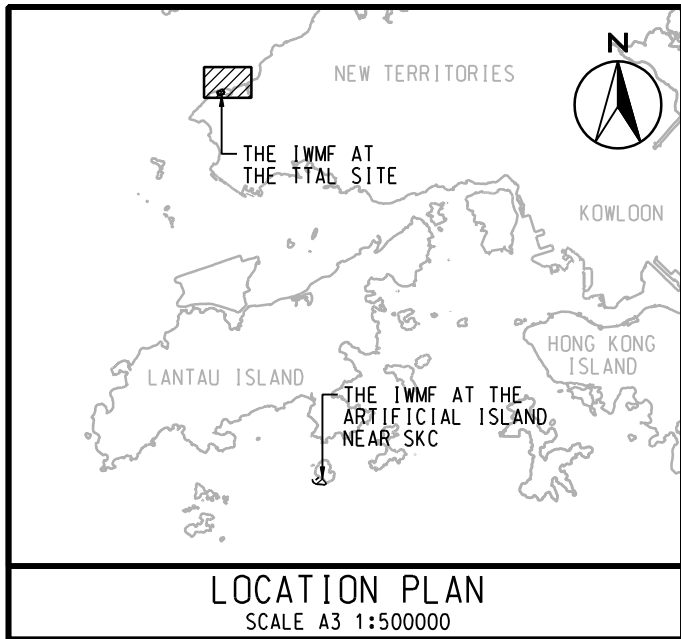 NEW TERRITORIES
N
THE IWMF AT
THE TTAL SITE
KOWLOON
HONG KONG
ISLAND
LANTAU ISLAND
THE IWMF AT THE
ARTIFICIAL ISLAND
NEAR SKC
LOCATION PLAN
SCALE A3 1:500000